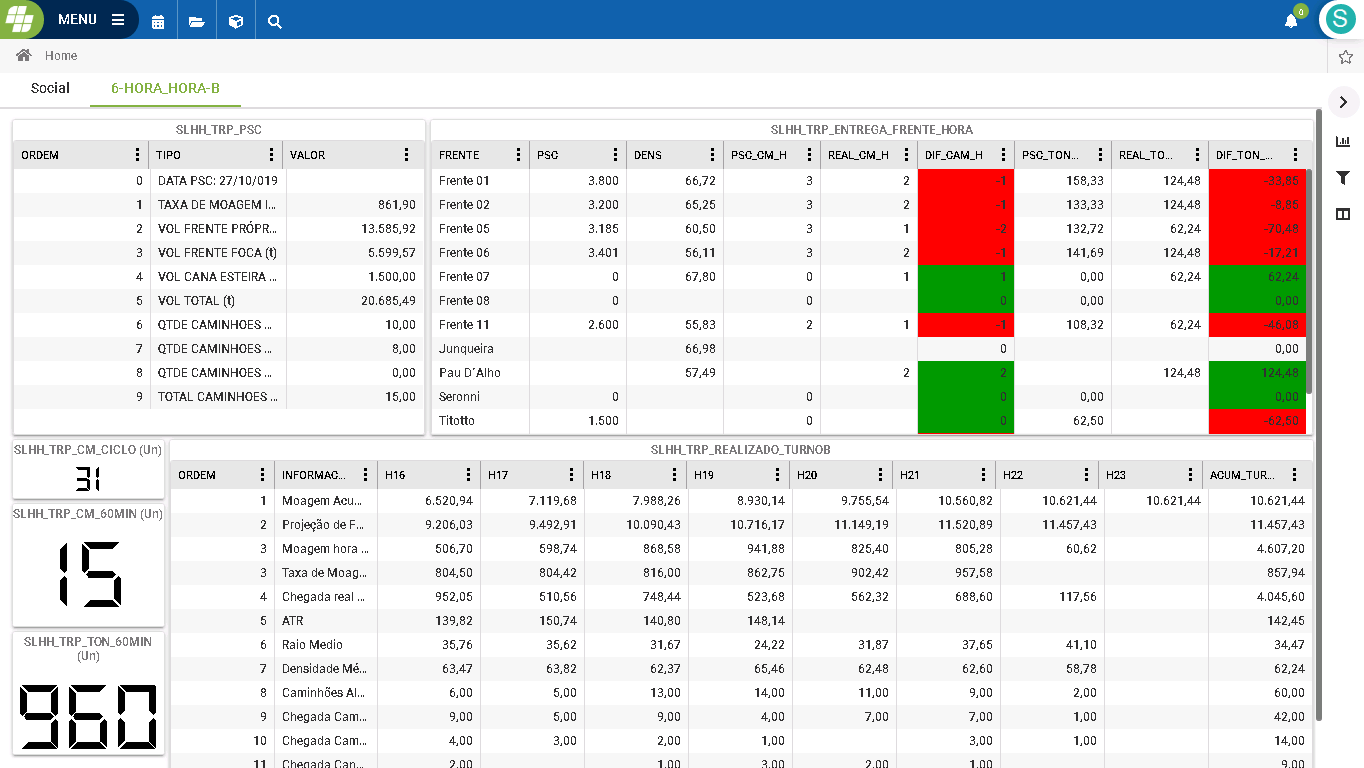 MENU
0
S
Home
Social 6-HORA_HORA-B
SLHH_TRP_PSC
ORDEM TIPO VALOR
0 DATA PSC: 27/10/019
1 TAXA DE MOAGEM I... 861,90
2 VOL FRENTE PRÓPR... 13.585,92
3 VOL FRENTE FOCA (t) 5.599,57
4 VOL CANA ESTEIRA ... 1.500,00
5 VOL TOTAL (t) 20.685,49
6 QTDE CAMINHOES ... 10,00
7 QTDE CAMINHOES ... 8,00
8 QTDE CAMINHOES ... 0,00
9 TOTAL CAMINHOES ... 15,00
SLHH_TRP_ENTREGA_FRENTE_HORA
FRENTE PSC DENS PSC_CM_H REAL_CM_H DIF_CAM_H PSC_TON... REAL_TO... DIF_TON_...
Frente 01 3.800 66,72 3 2 -1 158,33 124,48 -33,85
Frente 02 3.200 65,25 3 2 -1 133,33 124,48 -8,85
Frente 05 3.185 60,50 3 1 -2 132,72 62,24 -70,48
Frente 06 3.401 56,11 3 2 -1 141,69 124,48 -17,21
Frente 07 0 67,80 0 1 1 0,00 62,24 62,24
Frente 08 0 0 0 0,00 0,00
Frente 11 2.600 55,83 2 1 -1 108,32 62,24 -46,08
Junqueira 66,98 0 0,00
Pau D´Alho 57,49 2 2 124,48 124,48
Seronni 0 0 0 0,00 0,00
Titotto 1.500 0 0 62,50 62,50
SLHH_TRP_CM_CICLO (Un)
31
SLHH_TRP_CM_60MIN (Un)
15
SLHH_TRP_TON_60MIN
(Un)
960
SLHH_TRP_REALIZADO_TURNOB
ORDEM INFORMAC... H16 H17 H18 H19 H20 H21 H22 H23 ACUM_TUR...
1 Moagem Acu... 6.520,94 7.119,68 7.988,26 8.930,14 9.755,54 10.560,82 10.621,44 10.621,44 10.621,44
2 Projeção de F... 9.206,03 9.492,91 10.090,43 10.716,17 11.149,19 11.520,89 11.457,43 11.457,43
3 Moagem hora ... 506,70 598,74 868,58 941,88 825,40 805,28 60,62 4.607,20
3 Taxa de Moag... 804,50 804,42 816,00 862,75 902,42 957,58 857,94
4 Chegada real ... 952,05 510,56 748,44 523,68 562,32 688,60 117,56 4.045,60
5 ATR 139,82 150,74 140,80 148,14 142,45
6 Raio Medio 35,76 35,62 31,67 24,22 31,87 37,65 41,10 34,47
7 Densidade Mé... 63,47 63,82 62,37 65,46 62,48 62,60 58,78 62,24
8 Caminhões Al... 6,00 5,00 13,00 14,00 11,00 9,00 2,00 60,00
9 Chegada Cam... 9,00 5,00 9,00 4,00 7,00 7,00 1,00 42,00
10 Chegada Cam... 4,00 3,00 2,00 1,00 3,00 1,00 14,00
11 Chegada Can... 2,00 1,00 3,00 2,00 1,00 9,00